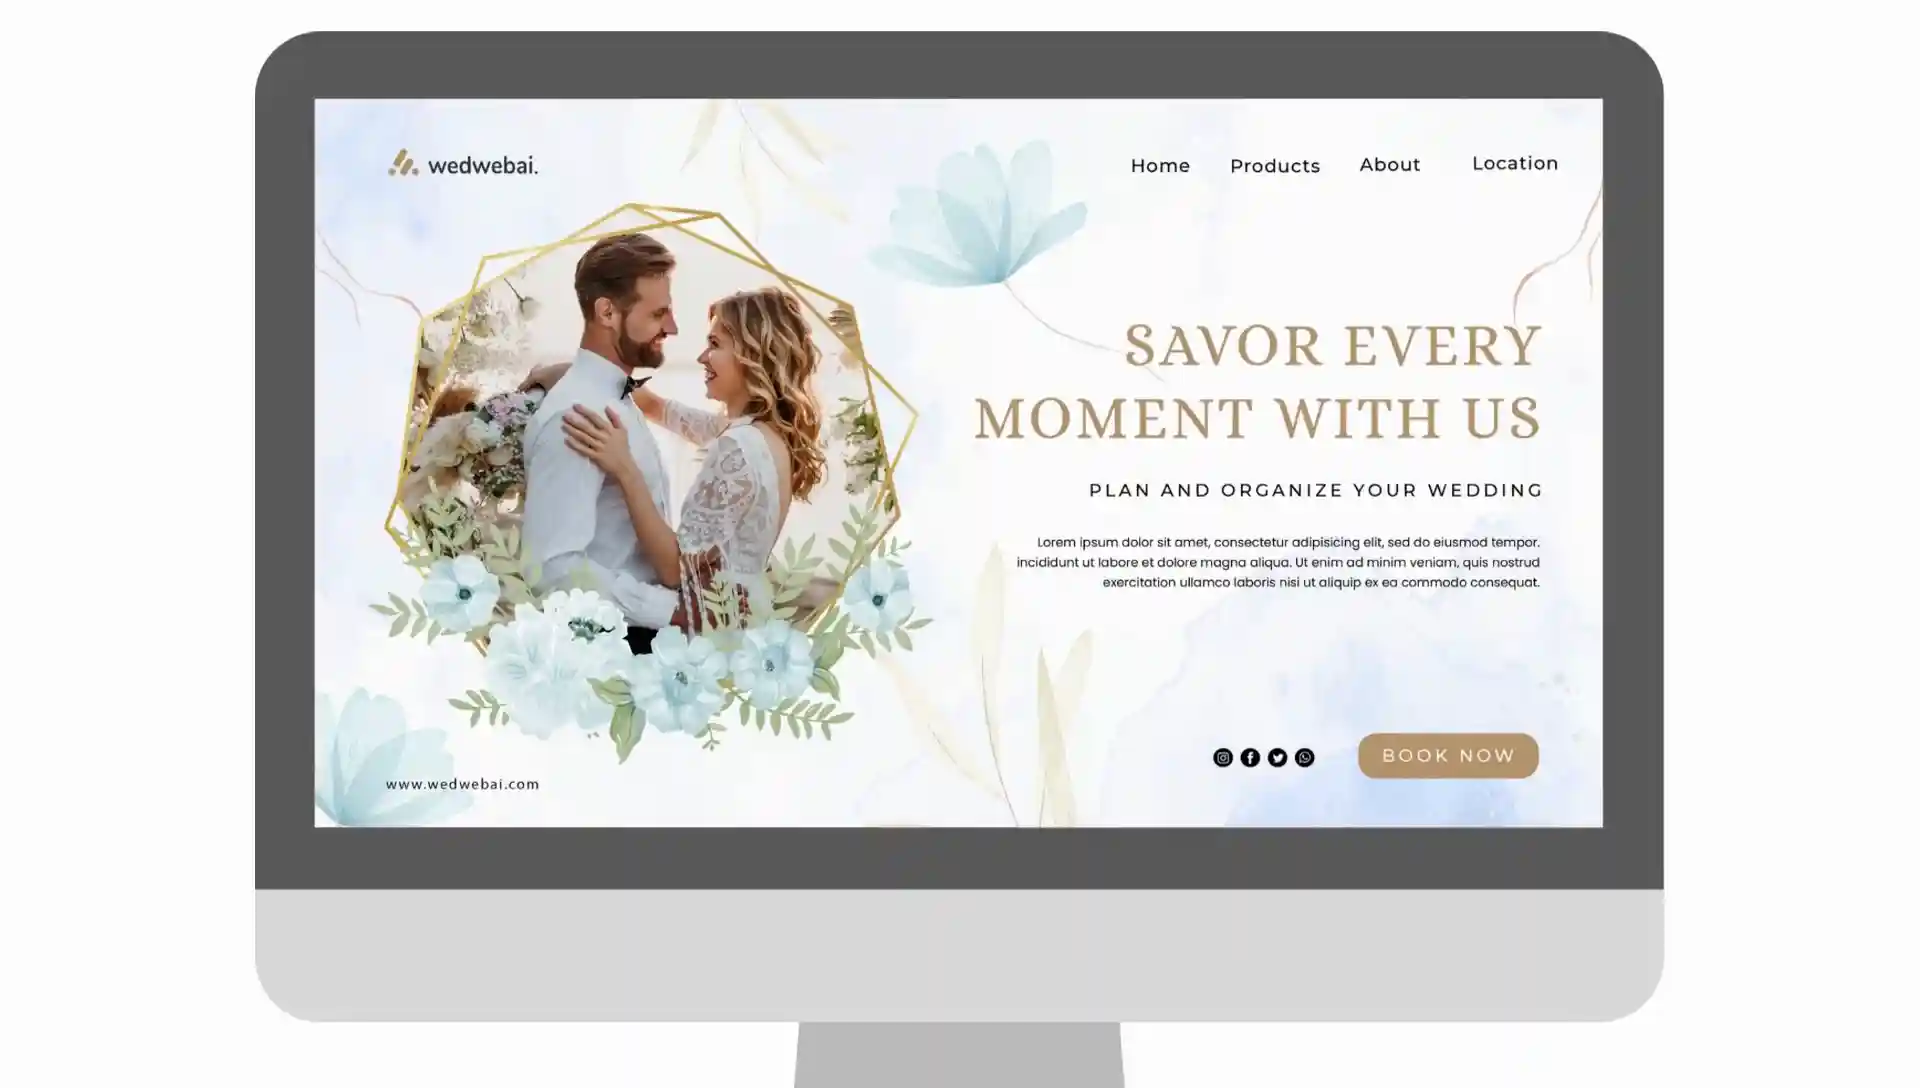 wedwebai.
Home Products About Location
SAVOR EVERY
MOMENT WITH US
PLAN AND ORGANIZE YOUR WEDDING
Lorem ipsum dolor sit amet, consectetur adipisicing elit, sed do eiusmod tempor.
incididunt ut labore et dolore magna aliqua. Ut enim ad minim veniam, quis nostrud
exercitation ullamco laboris nisi ut aliquip ex ea commodo consequat.
BOOK NOW
www.wedwebai.com